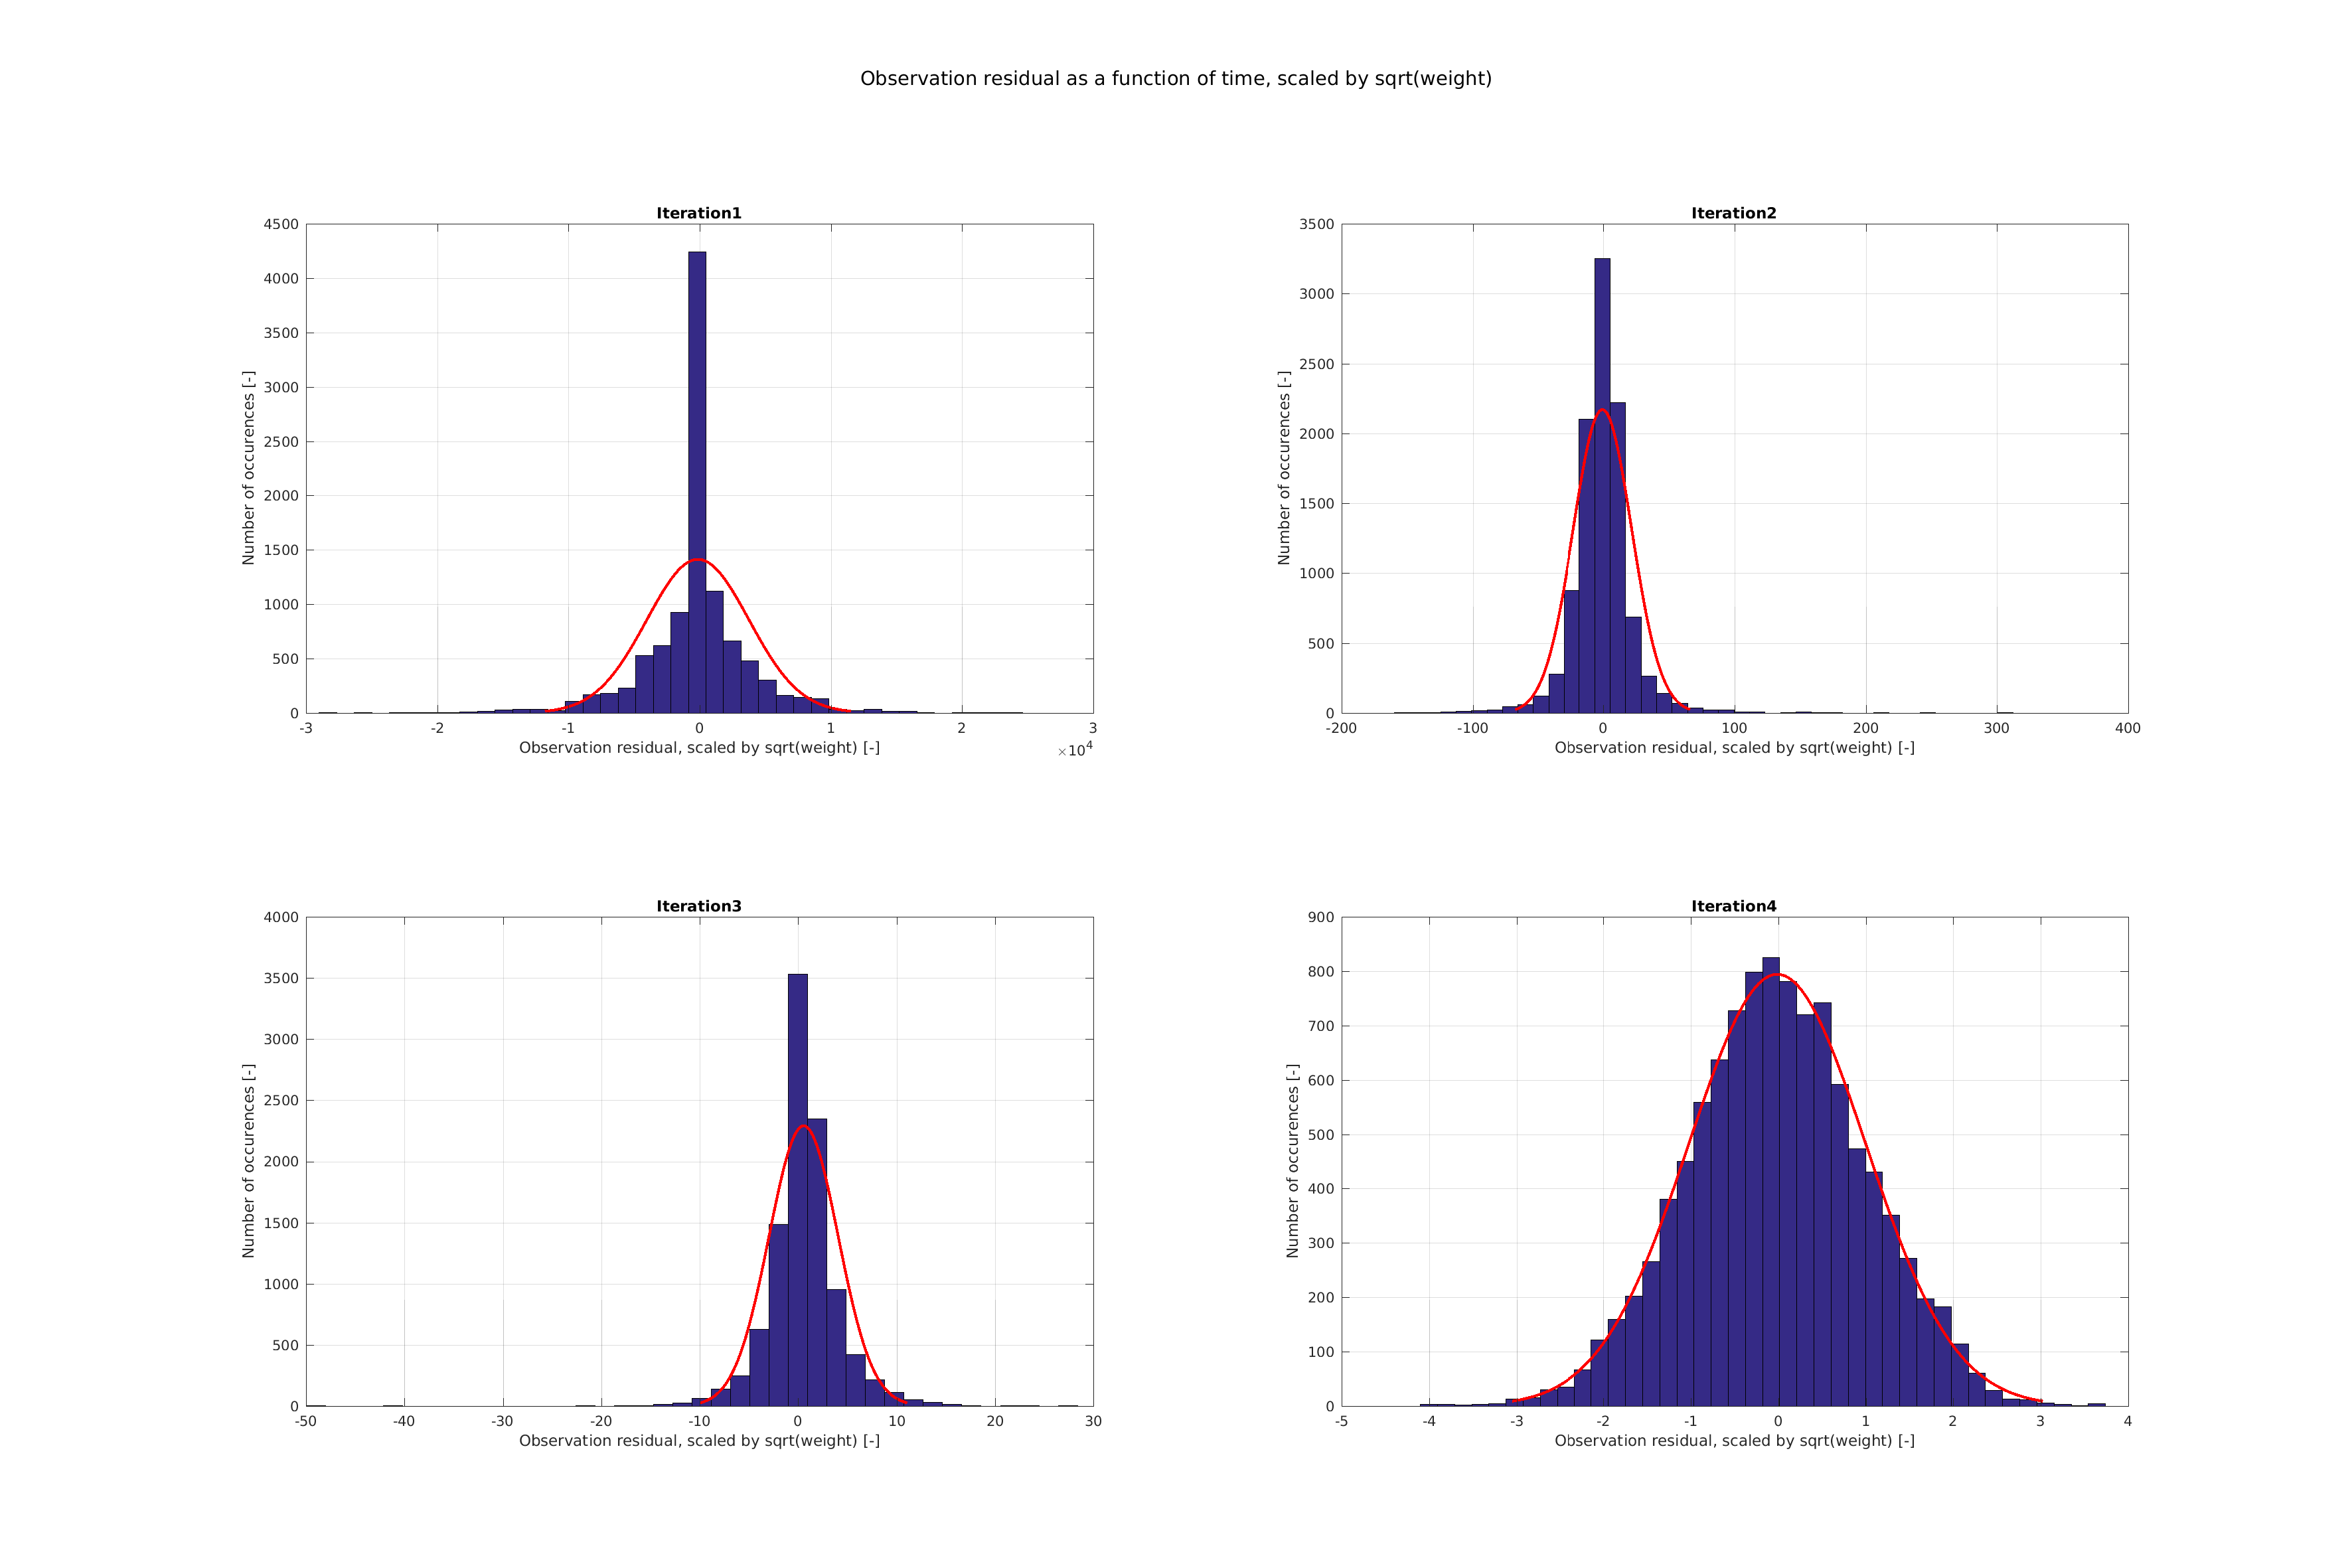 Observation residual as a function of time, scaled by sqrt(weight)
Iteration1
4500
4000
3500
3000
2500
2000
1500
1000
500
0
Number of occurences [-]
-3 -2 -1 0 1 2 3
Observation residual, scaled by sqrt(weight) [-]
×10⁴
Iteration2
3500
3000
2500
2000
1500
1000
500
0
Number of occurences [-]
-200 -100 0 100 200 300 400
Observation residual, scaled by sqrt(weight) [-]
Iteration3
4000
3500
3000
2500
2000
1500
1000
500
0
Number of occurences [-]
-50 -40 -30 -20 -10 0 10 20 30
Observation residual, scaled by sqrt(weight) [-]
Iteration4
900
800
700
600
500
400
300
200
100
0
Number of occurences [-]
-5 -4 -3 -2 -1 0 1 2 3 4
Observation residual, scaled by sqrt(weight) [-]